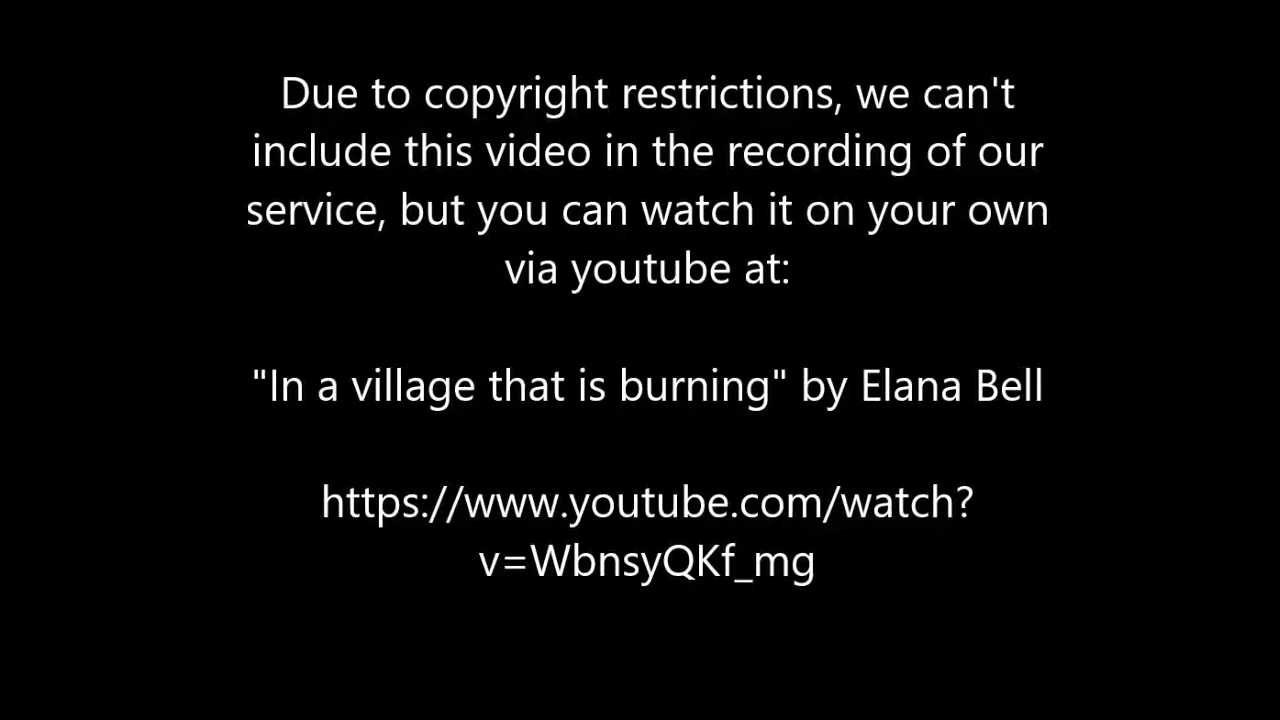 Due to copyright restrictions, we can't
include this video in the recording of our
service, but you can watch it on your own
via youtube at:
"In a village that is burning" by Elana Bell
https://www.youtube.com/watch?
v=WbnsyQKf_mg